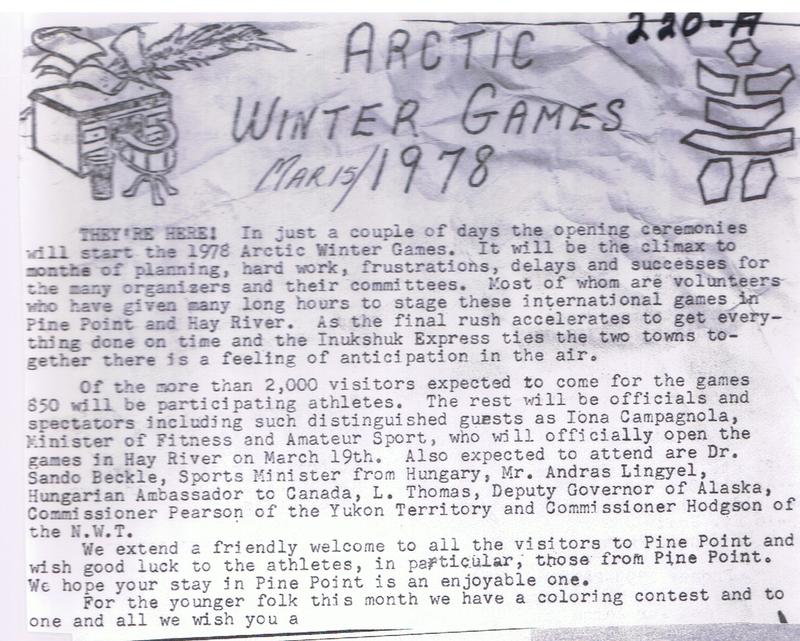 220-A
ARCTIC
WINTER GAMES
MAR 15/1978
THEY'RE HERE! In just a couple of days the opening ceremonies
will start the 1978 Arctic Winter Games. It will be the climax to
months of planning, hard work, frustrations, delays and successes for
the many organizers and their committees. Most of whom are volunteers
who have given many long hours to stage these international games in
Pine Point and Hay River. As the final rush accelerates to get every-
thing done on time and the Inukshuk Express ties the two towns to-
gether there is a feeling of anticipation in the air.
Of the more than 2,000 visitors expected to come for the games
850 will be participating athletes. The rest will be officials and
spectators including such distinguished guests as Iona Campagnola,
Minister of Fitness and Amateur Sport, who will officially open the
games in Hay River on March 19th. Also expected to attend are Dr.
Sando Beckle, Sports Minister from Hungary, Mr. Andras Lingyel,
Hungarian Ambassador to Canada, L. Thomas, Deputy Governor of Alaska,
Commissioner Pearson of the Yukon Territory and Commissioner Hodgson of
the N.W.T.
We extend a friendly welcome to all the visitors to Pine Point and
wish good luck to the athletes, in particular, those from Pine Point.
We hope your stay in Pine Point is an enjoyable one.
For the younger folk this month we have a coloring contest and to
one and all we wish you a